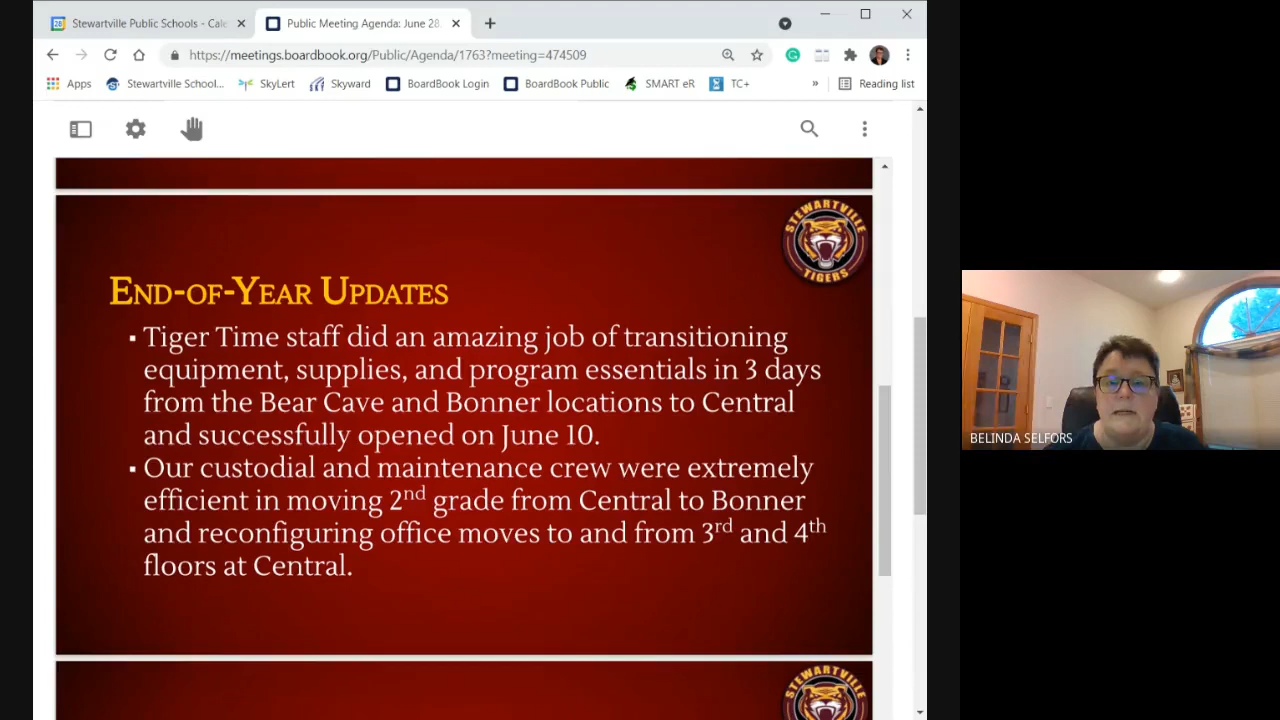 Stewartville Public Schools - Cale
Public Meeting Agenda: June 28,
https://meetings.boardbook.org/Public/Agenda/1763?meeting=474509
Apps
Stewartville School...
SkyLert
Skyward
BoardBook Login
BoardBook Public
SMART eR
TC+
»
Reading list
STEWARTVILLE
TIGERS
END-OF-YEAR UPDATES
▪ Tiger Time staff did an amazing job of transitioning
equipment, supplies, and program essentials in 3 days
from the Bear Cave and Bonner locations to Central
and successfully opened on June 10.
▪ Our custodial and maintenance crew were extremely
efficient in moving 2nd grade from Central to Bonner
and reconfiguring office moves to and from 3rd and 4th
floors at Central.
STEWARTVILLE
BELINDA SELFORS